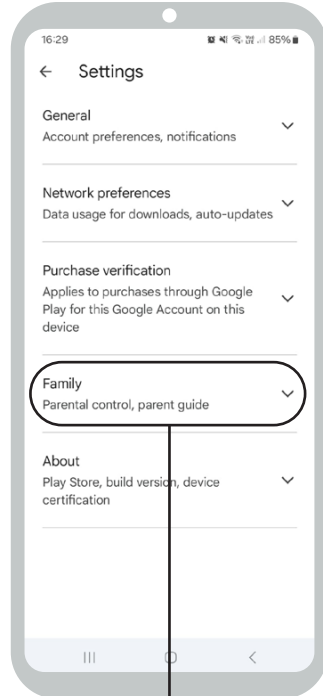 16:29 85%
Settings
General
Account preferences, notifications
Network preferences
Data usage for downloads, auto-updates
Purchase verification
Applies to purchases through Google
Play for this Google Account on this
device
Family
Parental control, parent guide
About
Play Store, build version, device
certification